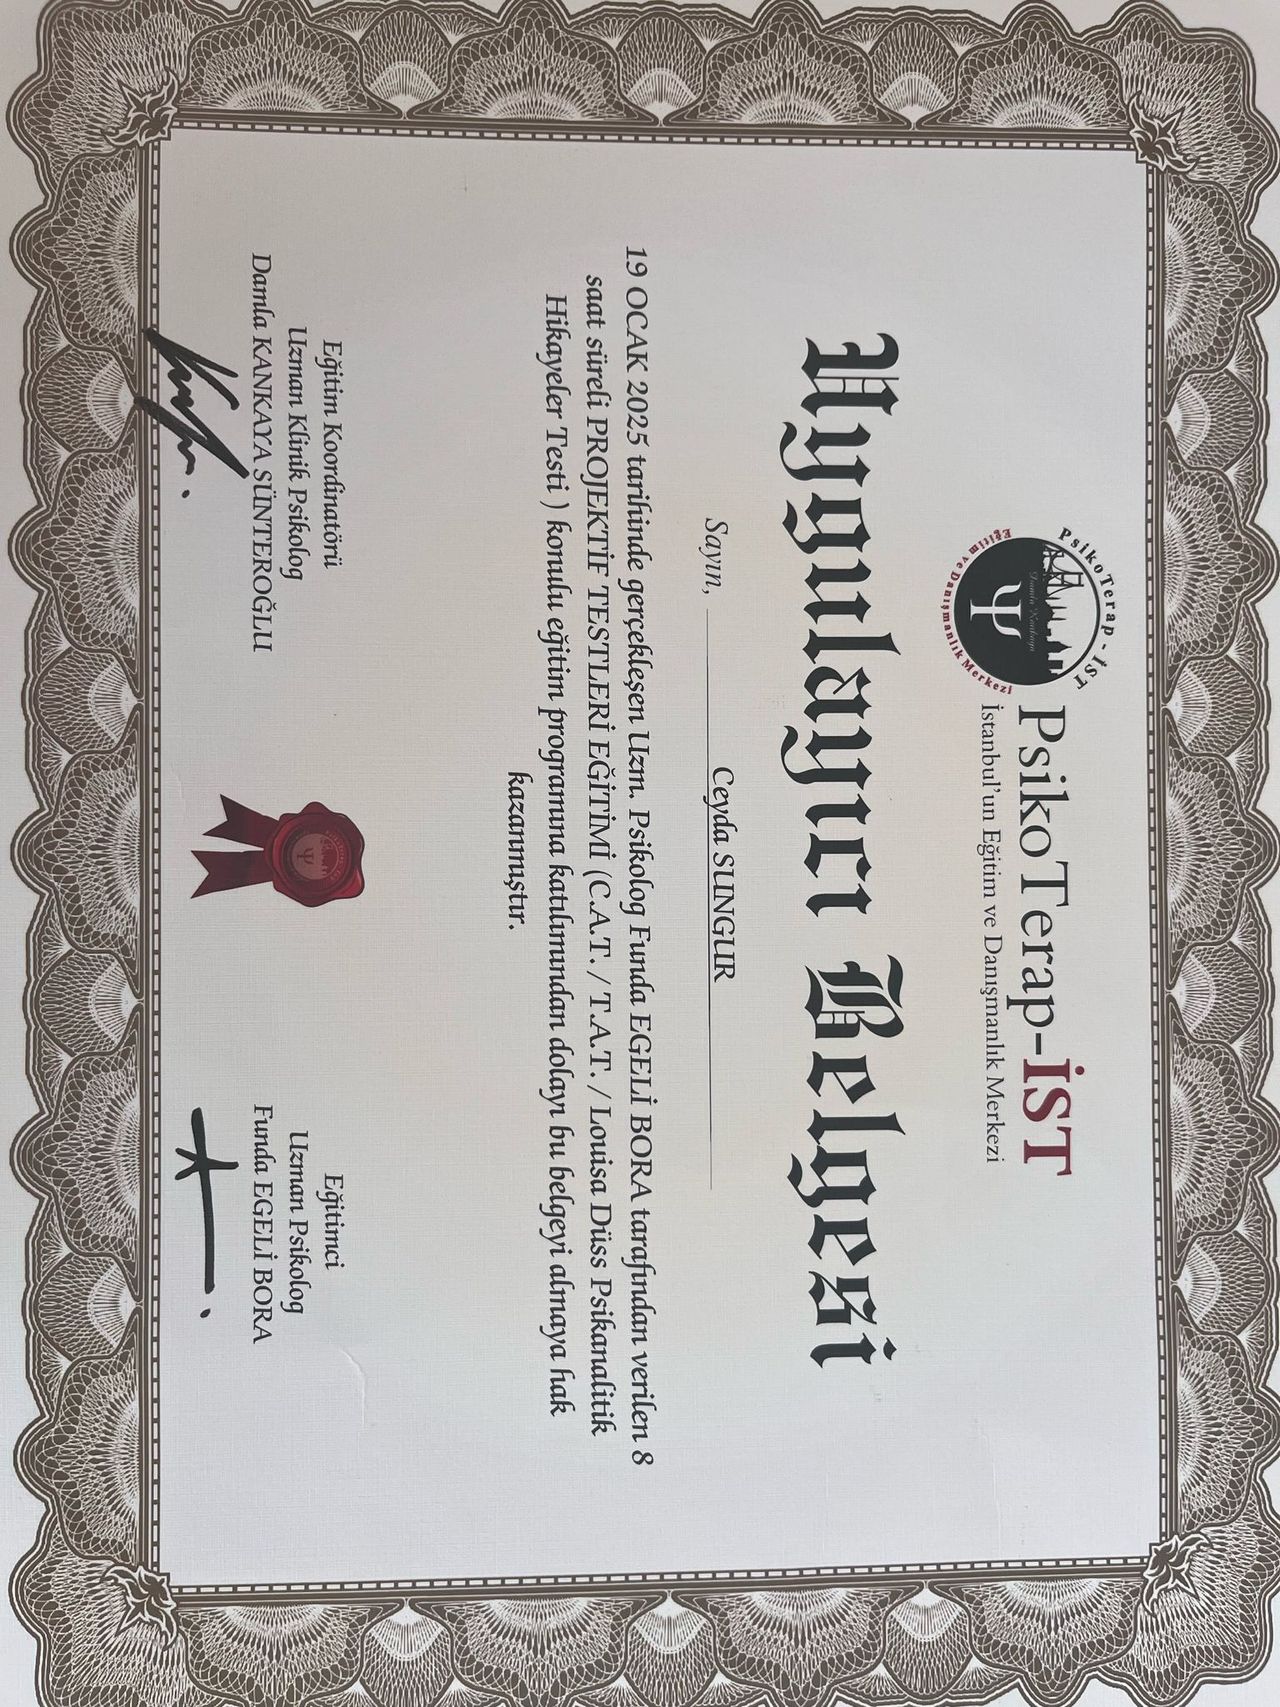 PsikoTerap - İST
Eğitim ve Danışmanlık Merkezi
Damla Kankaya
PsikoTerap-İST
İstanbul'un Eğitim ve Danışmanlık Merkezi
Uygulayıcı Belgesi
Sayın, Ceyda SUNGUR
19 OCAK 2025 tarihinde gerçekleşen Uzm. Psikolog Funda EGELİ BORA tarafından verilen 8
saat süreli PROJEKTİF TESTLERİ EĞİTİMİ (C.A.T. / T.A.T. / Louisa Düss Psikanalitik
Hikayeler Testi ) konulu eğitim programına katılımından dolayı bu belgeyi almaya hak
kazanmıştır.
Eğitim Koordinatörü
Uzman Klinik Psikolog
Damla KANKAYA SÜNTEROĞLU
Eğitimci
Uzman Psikolog
Funda EGELİ BORA